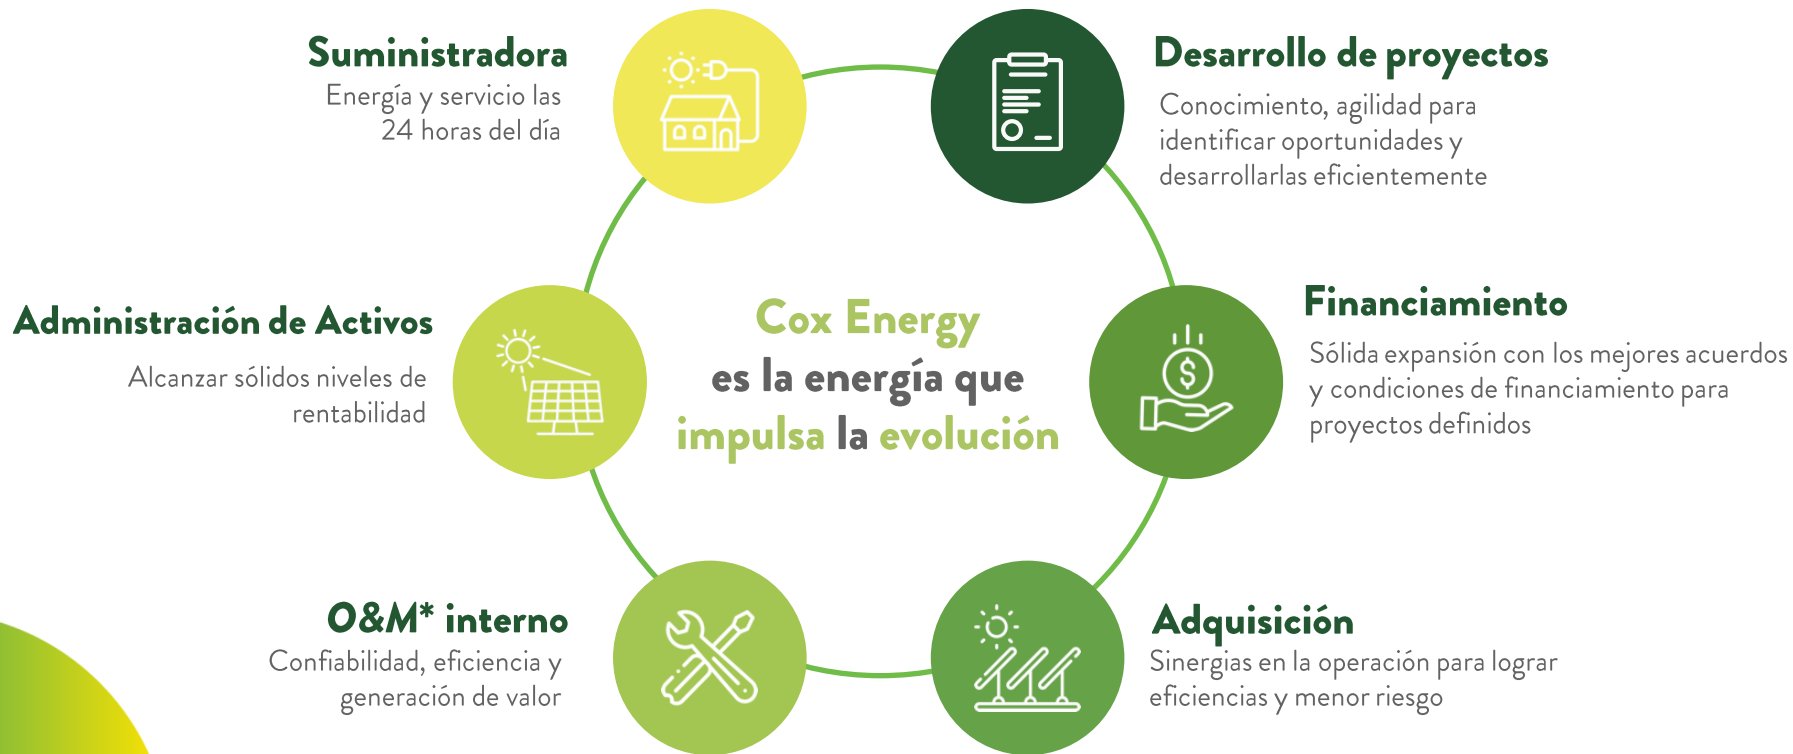 Suministradora
Energía y servicio las
24 horas del día
Desarrollo de proyectos
Conocimiento, agilidad para
identificar oportunidades y
desarrollarlas eficientemente
Administración de Activos
Alcanzar sólidos niveles de
rentabilidad
Cox Energy
es la energía que
impulsa la evolución
Financiamiento
Sólida expansión con los mejores acuerdos
y condiciones de financiamiento para
proyectos definidos
O&M* interno
Confiabilidad, eficiencia y
generación de valor
Adquisición
Sinergias en la operación para lograr
eficiencias y menor riesgo